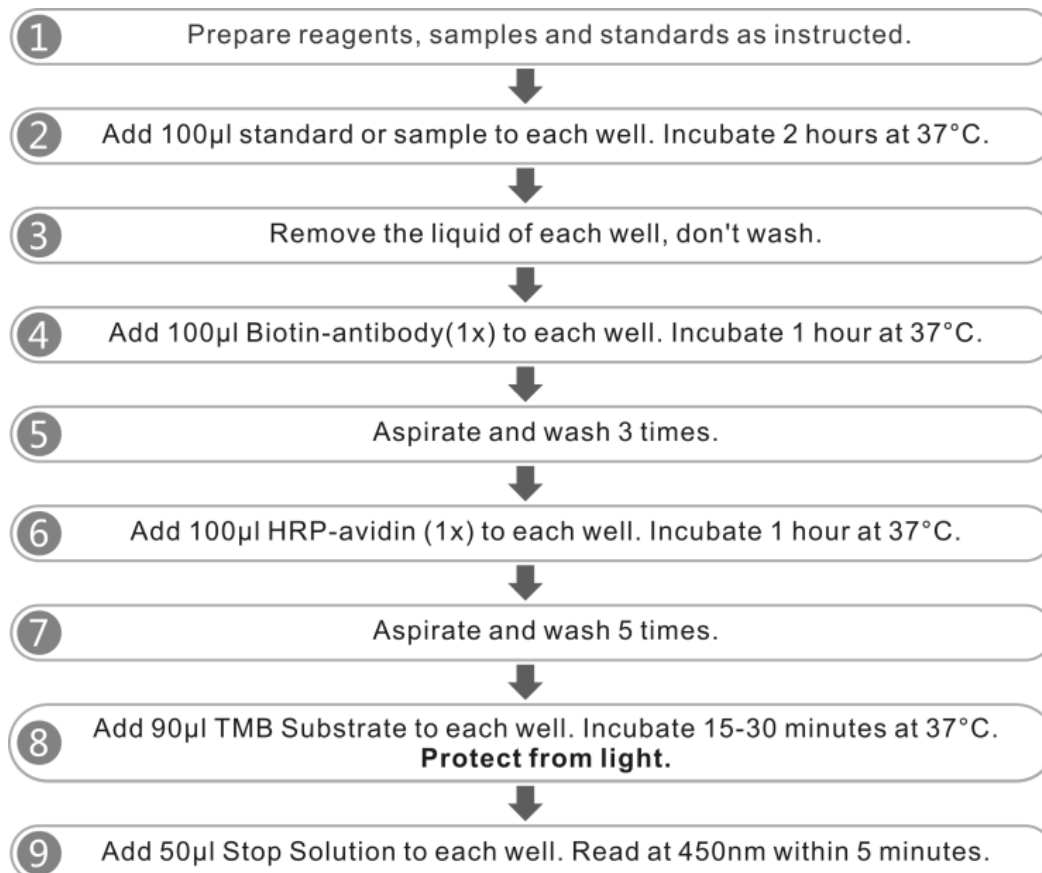 1 Prepare reagents, samples and standards as instructed.
2 Add 100µl standard or sample to each well. Incubate 2 hours at 37°C.
3 Remove the liquid of each well, don't wash.
4 Add 100µl Biotin-antibody(1x) to each well. Incubate 1 hour at 37°C.
5 Aspirate and wash 3 times.
6 Add 100µl HRP-avidin (1x) to each well. Incubate 1 hour at 37°C.
7 Aspirate and wash 5 times.
8 Add 90µl TMB Substrate to each well. Incubate 15-30 minutes at 37°C.
Protect from light.
9 Add 50µl Stop Solution to each well. Read at 450nm within 5 minutes.